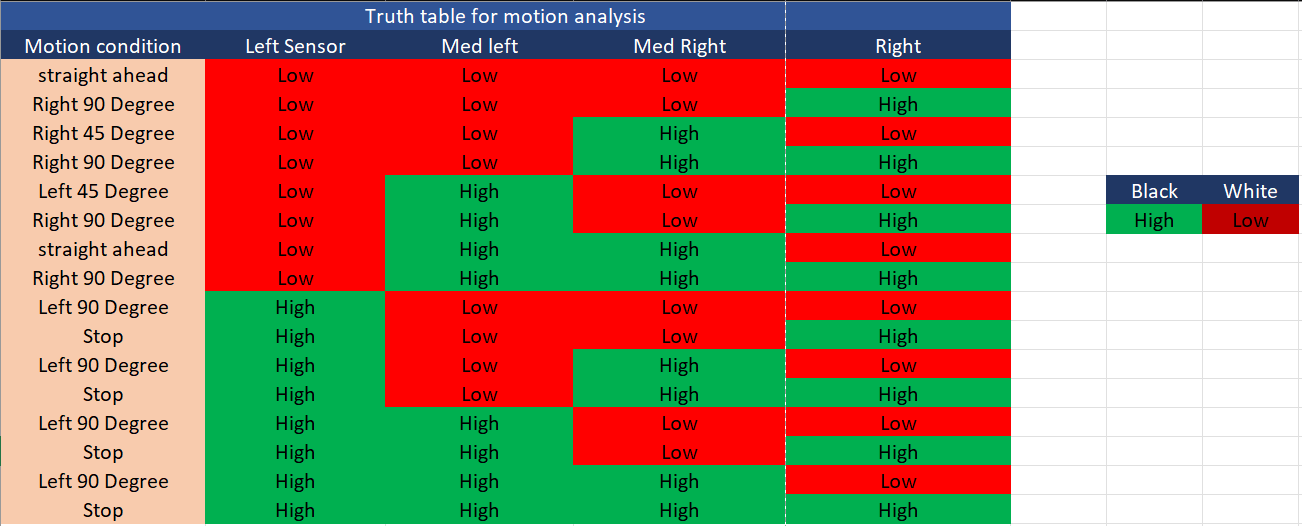 Truth table for motion analysis
Motion condition Left Sensor Med left Med Right Right
straight ahead Low Low Low Low
Right 90 Degree Low Low Low High
Right 45 Degree Low Low High Low
Right 90 Degree Low Low High High
Left 45 Degree Low High Low Low Black White
Right 90 Degree Low High Low High High Low
straight ahead Low High High Low
Right 90 Degree Low High High High
Left 90 Degree High Low Low Low
Stop High Low Low High
Left 90 Degree High Low High Low
Stop High Low High High
Left 90 Degree High High Low Low
Stop High High Low High
Left 90 Degree High High High Low
Stop High High High High